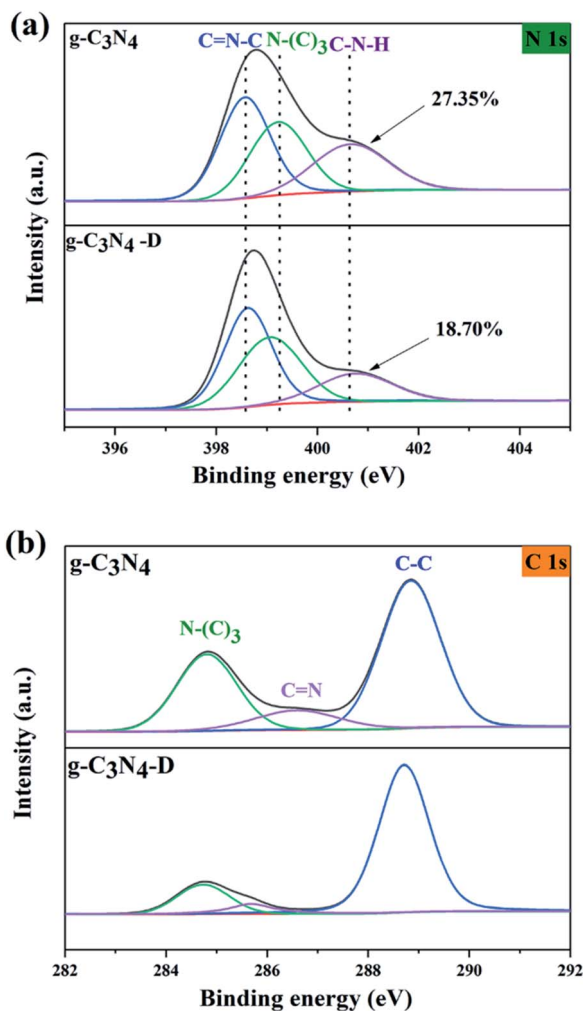 (a)
g-C3N4
C=N-C N-(C)3 C-N-H
N 1s
27.35%
g-C3N4 -D
18.70%
Intensity (a.u.)
396 398 400 402 404
Binding energy (eV)
(b)
g-C3N4
C-C
C 1s
N-(C)3
C=N
g-C3N4-D
Intensity (a.u.)
282 284 286 288 290 292
Binding energy (eV)